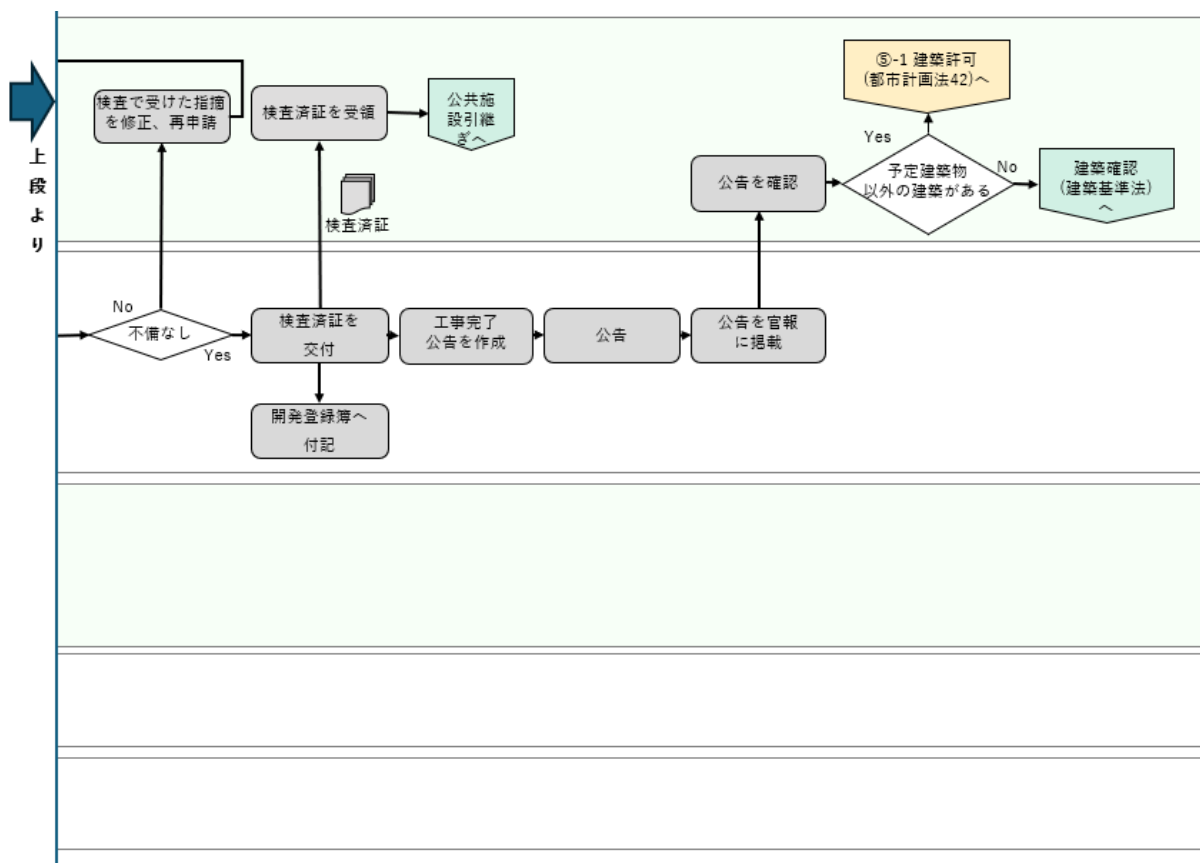 上段より
検査で受けた指摘
を修正、再申請
検査済証を受領
公共施
設引継
ぎへ
検査済証
⑤-1 建築許可
(都市計画法42)へ
Yes
公告を確認
予定建築物
以外の建築がある
No
建築確認
(建築基準法)
へ
No
不備なし
Yes
検査済証を
交付
工事完了
公告を作成
公告
公告を官報
に掲載
開発登録簿へ
付記